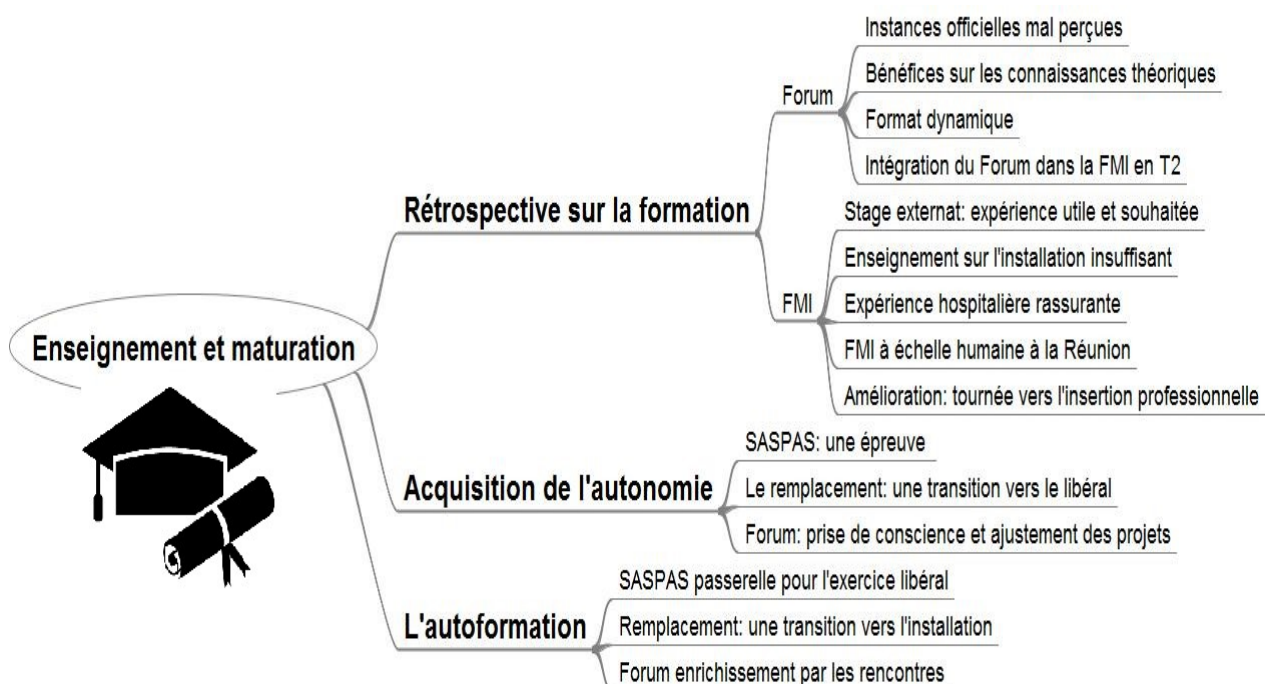 Enseignement et maturation
Rétrospective sur la formation
Forum
Instances officielles mal perçues
Bénéfices sur les connaissances théoriques
Format dynamique
Intégration du Forum dans la FMI en T2
FMI
Stage externat: expérience utile et souhaitée
Enseignement sur l'installation insuffisant
Expérience hospitalière rassurante
FMI à échelle humaine à la Réunion
Amélioration: tournée vers l'insertion professionnelle
Acquisition de l'autonomie
SASPAS: une épreuve
Le remplacement: une transition vers le libéral
Forum: prise de conscience et ajustement des projets
L'autoformation
SASPAS passerelle pour l'exercice libéral
Remplacement: une transition vers l'installation
Forum enrichissement par les rencontres